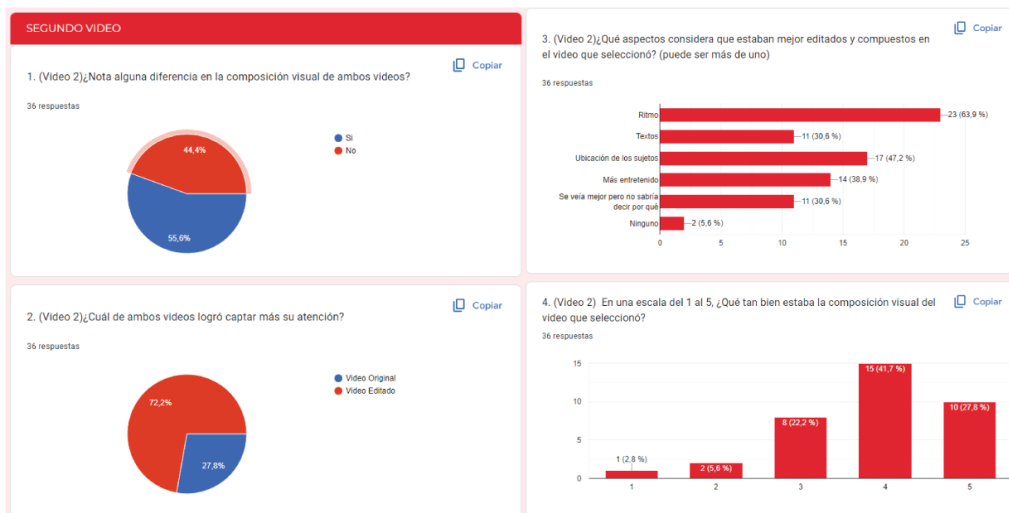 SEGUNDO VIDEO
Copiar
1. (Video 2)¿Nota alguna diferencia en la composición visual de ambos videos?
36 respuestas
Si
No
44,4%
55,6%
Copiar
2. (Video 2)¿Cuál de ambos videos logró captar más su atención?
36 respuestas
Video Original
Video Editado
72,2%
27,8%
Copiar
3. (Video 2)¿Qué aspectos considera que estaban mejor editados y compuestos en
el video que seleccionó? (puede ser más de uno)
36 respuestas
Ritmo
23 (63,9 %)
Textos
11 (30,6 %)
Ubicación de los sujetos
17 (47,2 %)
Más entretenido
14 (38,9 %)
Se veía mejor pero no sabría
decir por qué
11 (30,6 %)
Ninguno
2 (5,6 %)
0 5 10 15 20 25
Copiar
4. (Video 2) En una escala del 1 al 5, ¿Qué tan bien estaba la composición visual del
video que seleccionó?
36 respuestas
15
10
5
0
1 (2,8 %)
2 (5,6 %)
8 (22,2 %)
15 (41,7 %)
10 (27,8 %)
1 2 3 4 5